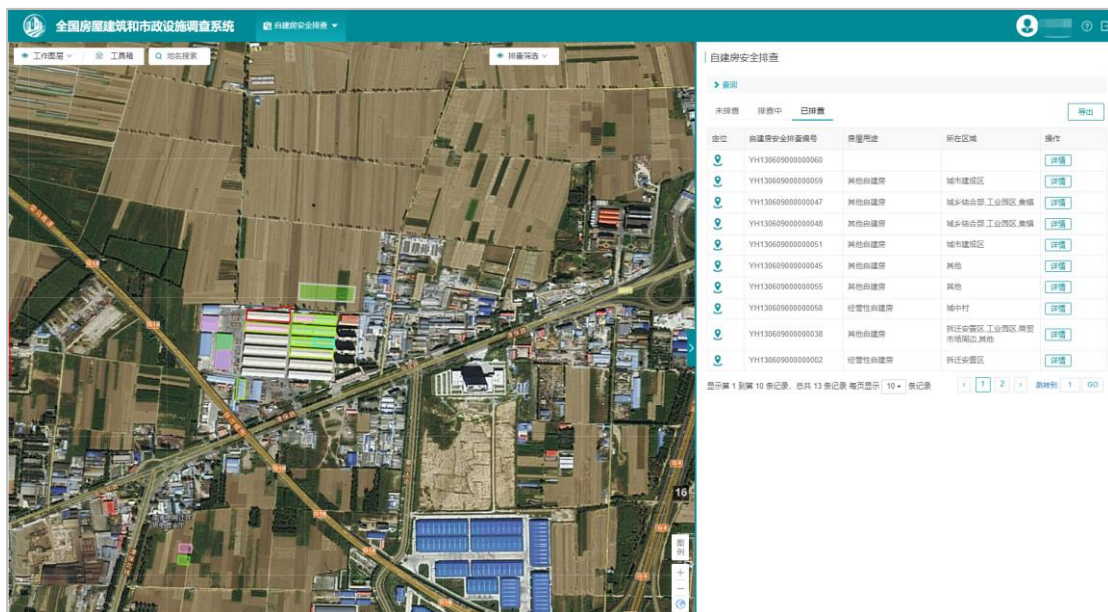 全国房屋建筑和市政设施调查系统
自建房安全排查
工作图层
工具箱
地名搜索
排查筛选
16
图例
自建房安全排查
查询
未排查 排查中 已排查 导出
定位 自建房安全排查编号 房屋用途 所在区域 操作
YH130609000000060 详情
YH130609000000059 其他自建房 城市建成区 详情
YH130609000000047 其他自建房 城乡结合部,工业园区,集镇 详情
YH130609000000048 其他自建房 城乡结合部,工业园区,集镇 详情
YH130609000000051 其他自建房 城市建成区 详情
YH130609000000045 其他自建房 其他 详情
YH130609000000055 其他自建房 其他 详情
YH130609000000058 经营性自建房 城中村 详情
YH130609000000038 其他自建房 拆迁安置区,工业园区,商贸
市场周边,其他 详情
YH130609000000002 经营性自建房 拆迁安置区 详情
显示第 1 到第 10 条记录，总共 13 条记录 每页显示 10 条记录 1 2 跳转到: 1 GO